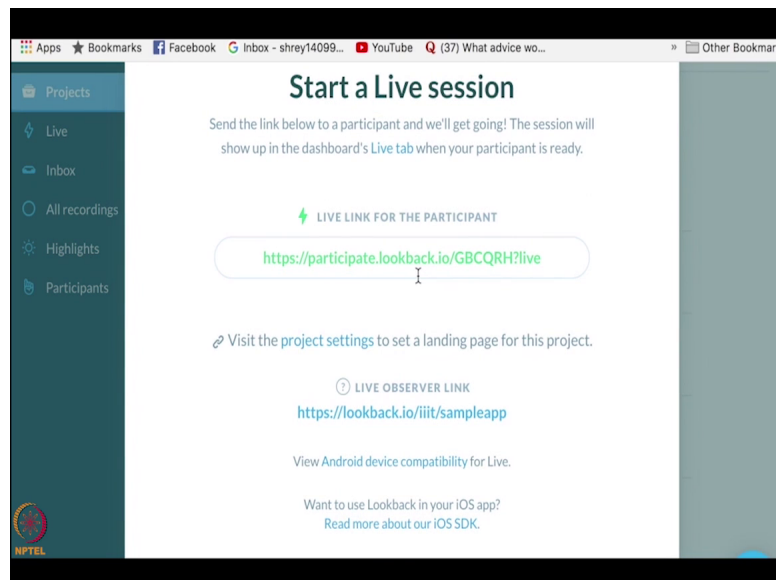 Apps Bookmarks Facebook Inbox - shrey14099... YouTube (37) What advice wo... » Other Bookmar
Projects
Live
Inbox
All recordings
Highlights
Participants
Start a Live session
Send the link below to a participant and we'll get going! The session will
show up in the dashboard's Live tab when your participant is ready.
LIVE LINK FOR THE PARTICIPANT
https://participate.lookback.io/GBCQRH?live
Visit the project settings to set a landing page for this project.
? LIVE OBSERVER LINK
https://lookback.io/iiit/sampleapp
View Android device compatibility for Live.
Want to use Lookback in your iOS app?
Read more about our iOS SDK.
NPTEL